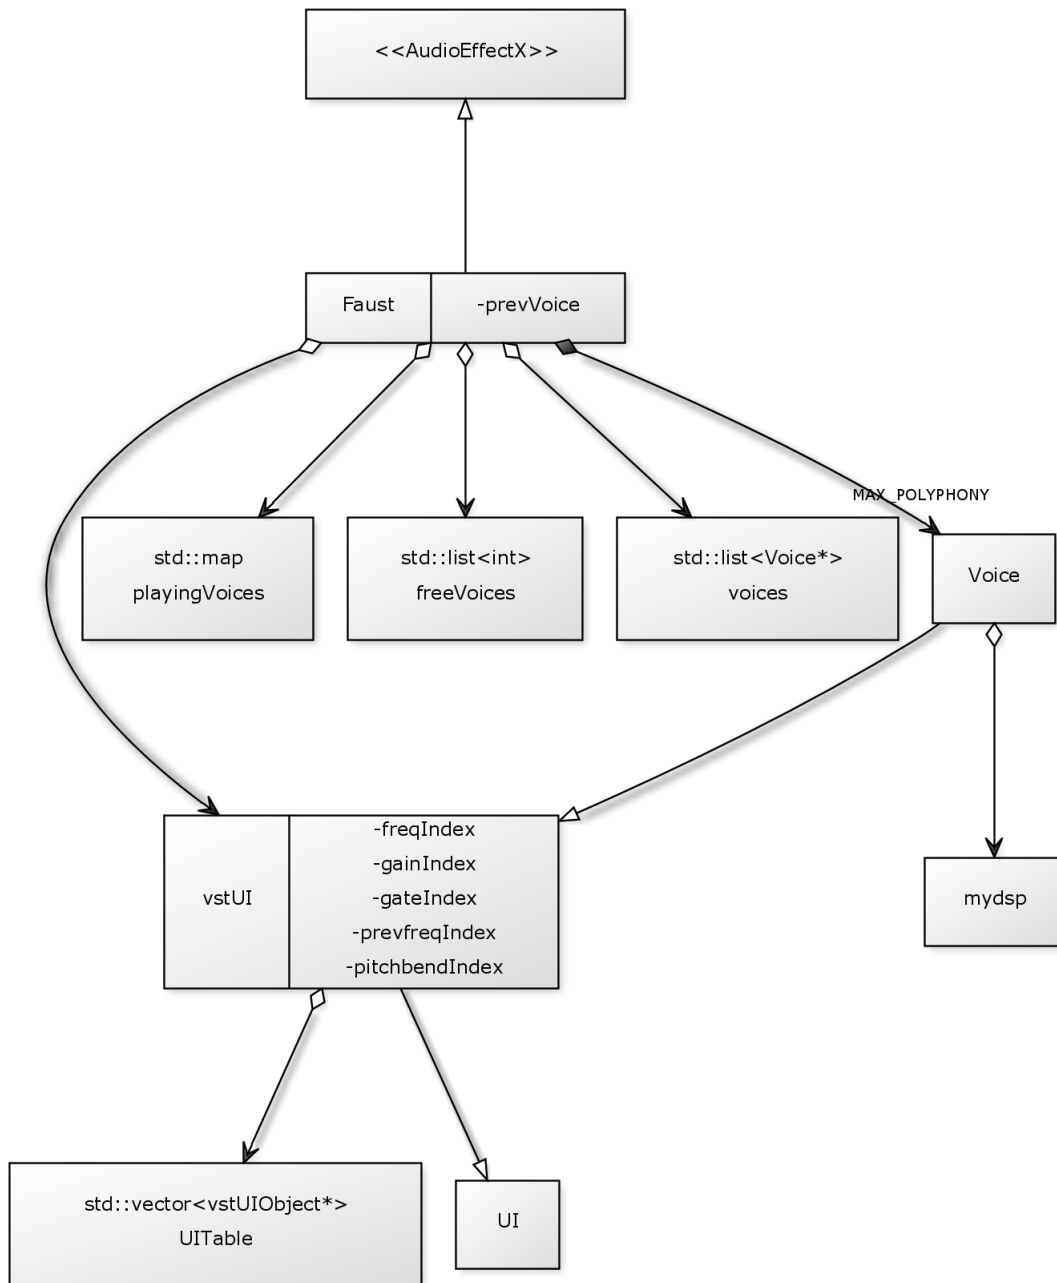 <<AudioEffectX>>
Faust
-prevVoice
MAX_POLYPHONY
std::map
playingVoices
std::list<int>
freeVoices
std::list<Voice*>
voices
Voice
vstUI
-freqIndex
-gainIndex
-gateIndex
-prevfreqIndex
-pitchbendIndex
mydsp
std::vector<vstUIObject*>
UITable
UI